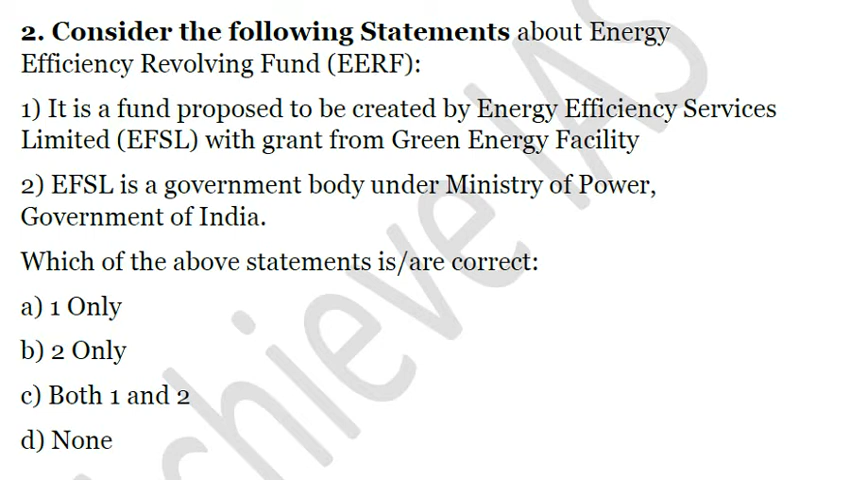 2. Consider the following Statements about Energy
Efficiency Revolving Fund (EERF):
1) It is a fund proposed to be created by Energy Efficiency Services
Limited (EFSL) with grant from Green Energy Facility
2) EFSL is a government body under Ministry of Power,
Government of India.
Which of the above statements is/are correct:
a) 1 Only
b) 2 Only
c) Both 1 and 2
d) None
chieve IAS